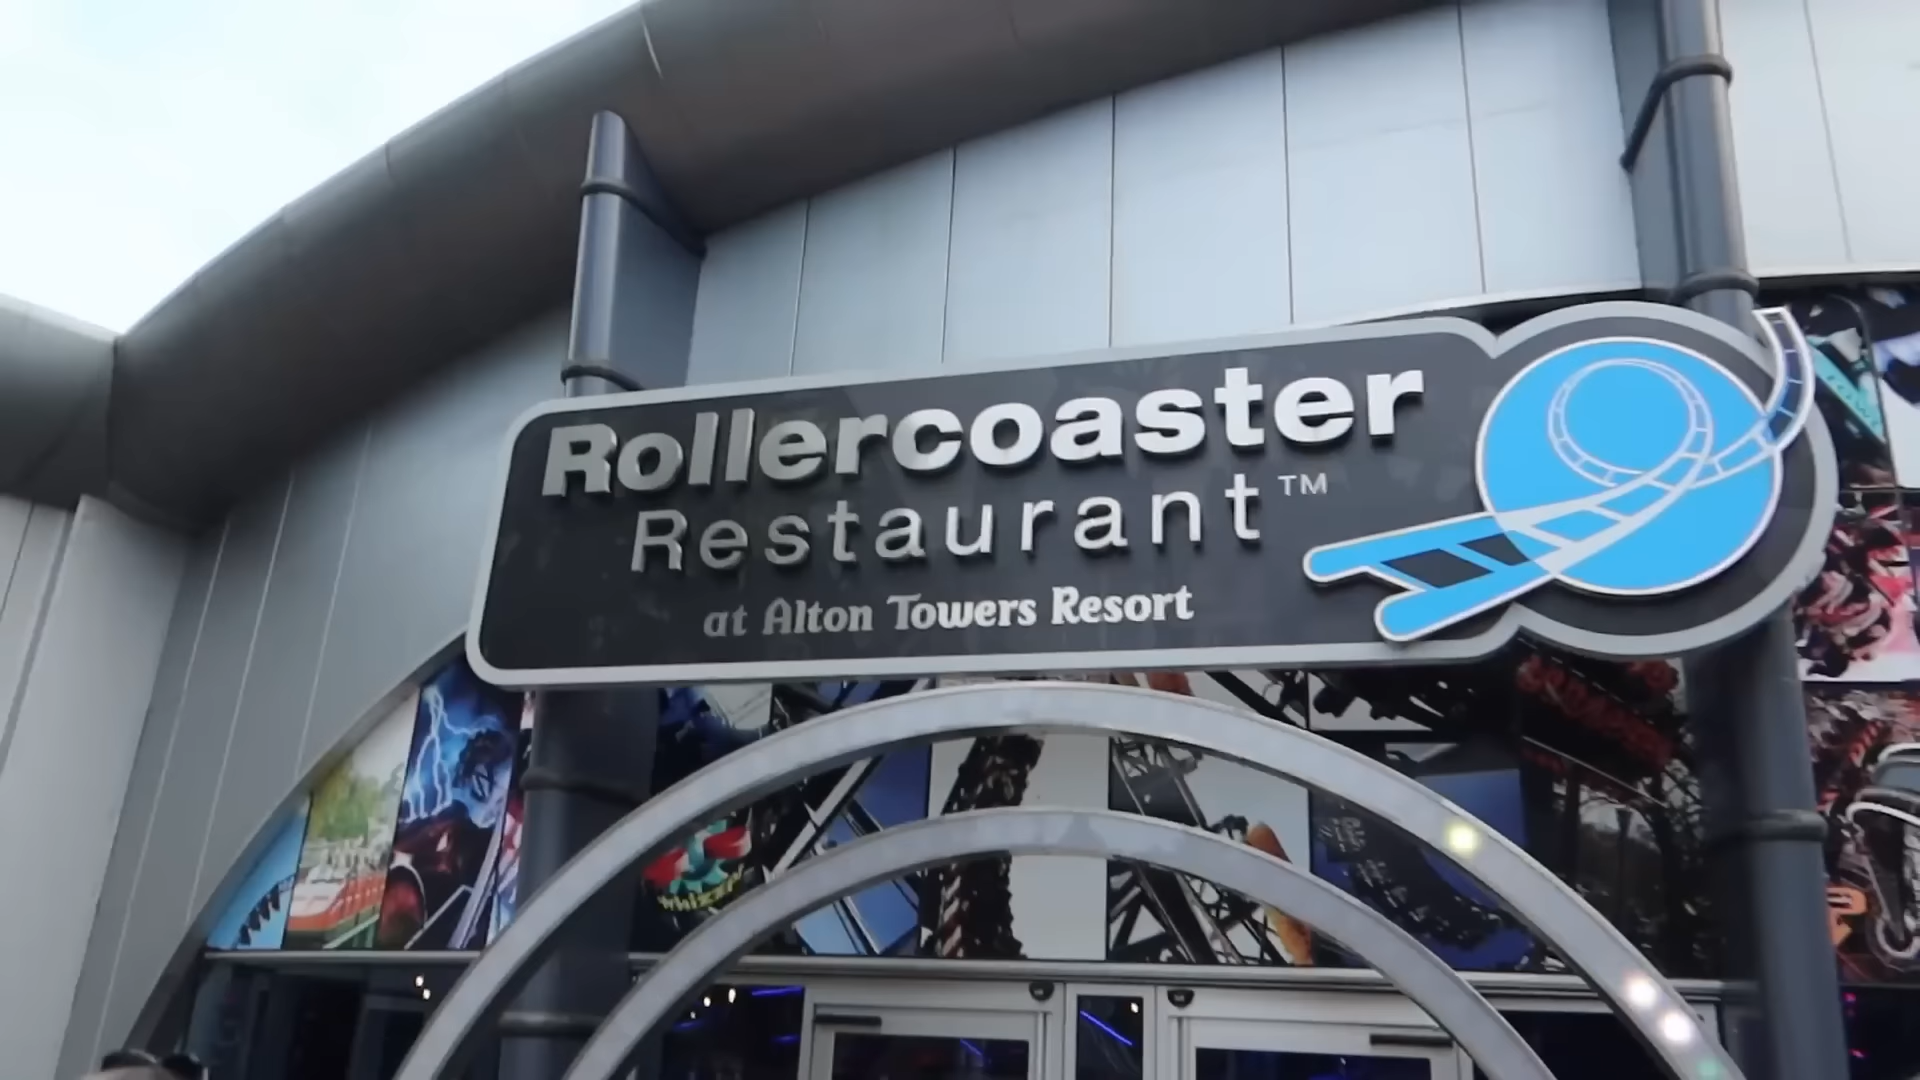 Rollercoaster
Restaurant™
at Alton Towers Resort